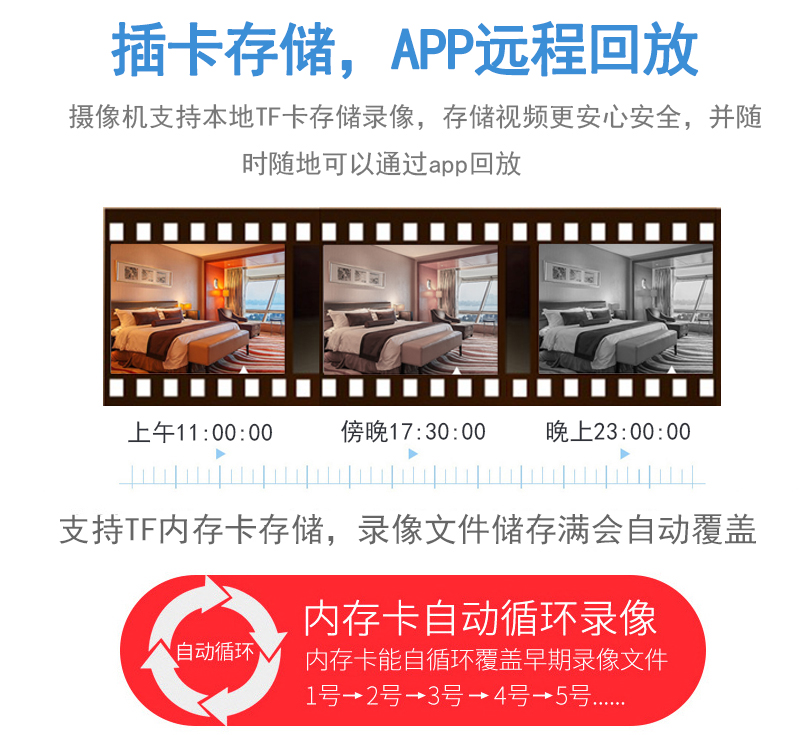 插卡存储，APP远程回放
摄像机支持本地TF卡存储录像，存储视频更安心安全，并随
时随地可以通过app回放
上午11:00:00 傍晚17:30:00 晚上23:00:00
支持TF内存卡存储，录像文件储存满会自动覆盖
自动循环
内存卡自动循环录像
内存卡能自循环覆盖早期录像文件
1号→2号→3号→4号→5号......